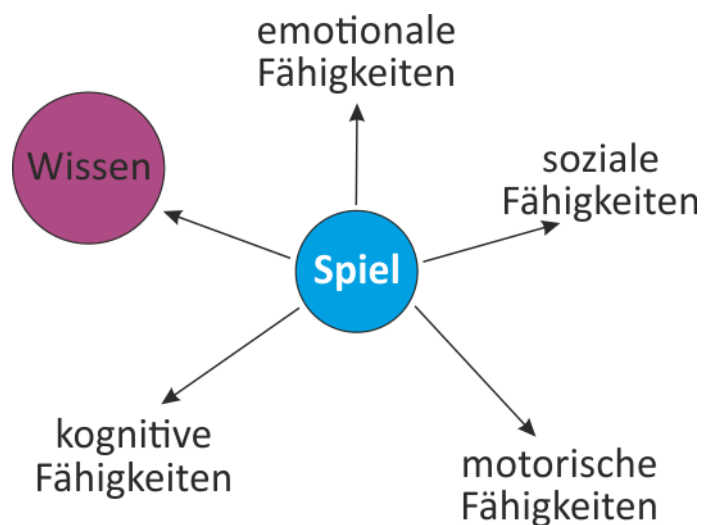 emotionale
Fähigkeiten
Wissen
soziale
Fähigkeiten
Spiel
kognitive
Fähigkeiten
motorische
Fähigkeiten